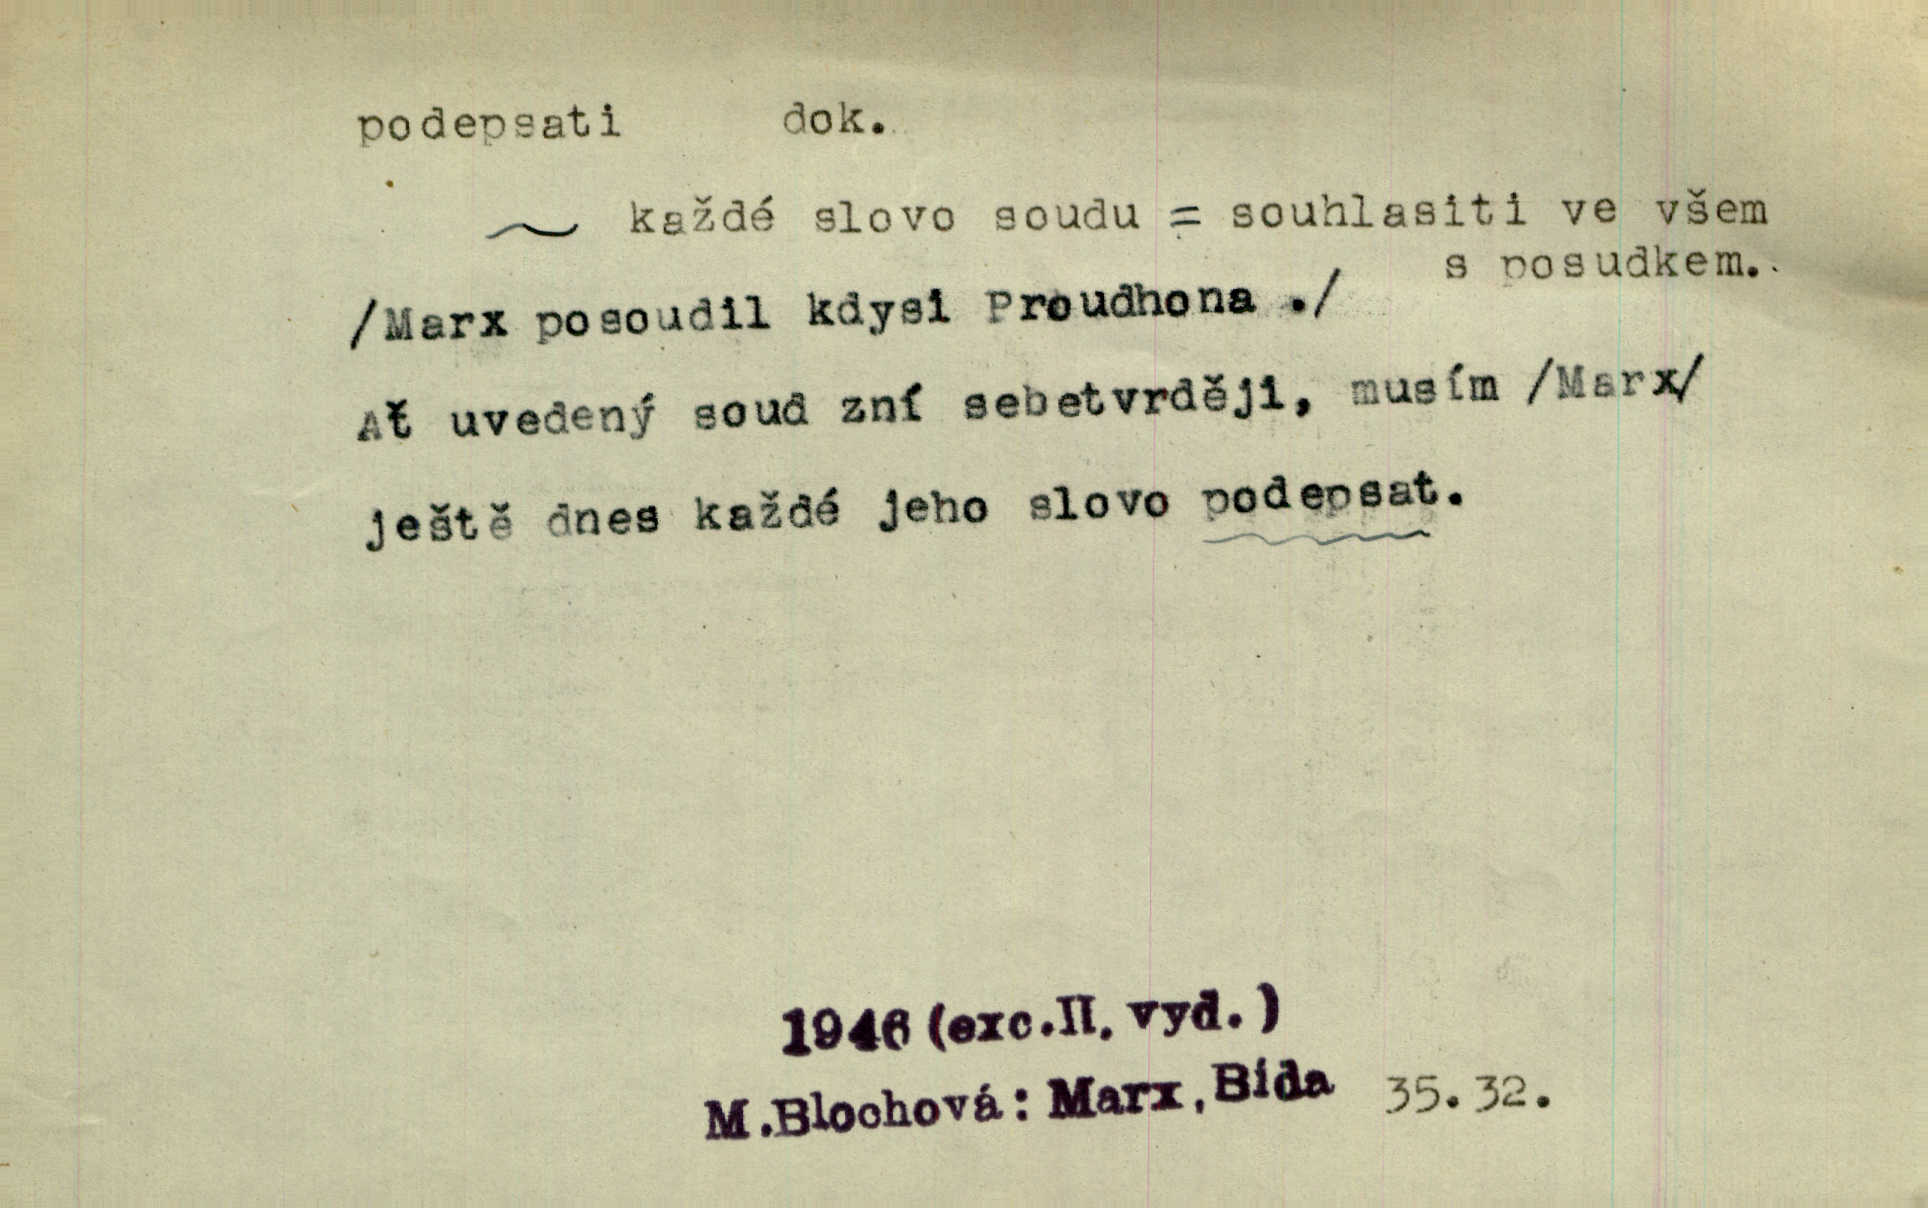 podepsati dok.
~ každé slovo soudu = souhlasiti ve všem
s posudkem.
/Marx posoudil kdysi Proudhona ./
Ať uvedený soud zní sebetvrději, musím /Marx/
ještě dnes každé jeho slovo podepsat.
1946 (exc.II. vyd.)
M.Blochová: Marx, Bída 35.32.